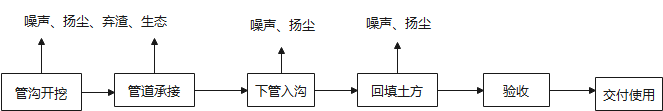 噪声、扬尘、弃渣、生态
噪声、扬尘
噪声、扬尘
管沟开挖
管道承接
下管入沟
回填土方
验收
交付使用